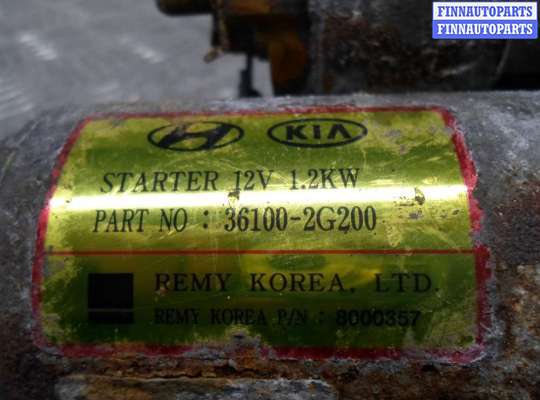 FINNAUTOPARTS
FINNAUTOPARTS
KIA
STARTER 12V 1.2KW
PART NO : 36100-2G200
REMY KOREA, LTD.
REMY KOREA P/N : 8000357